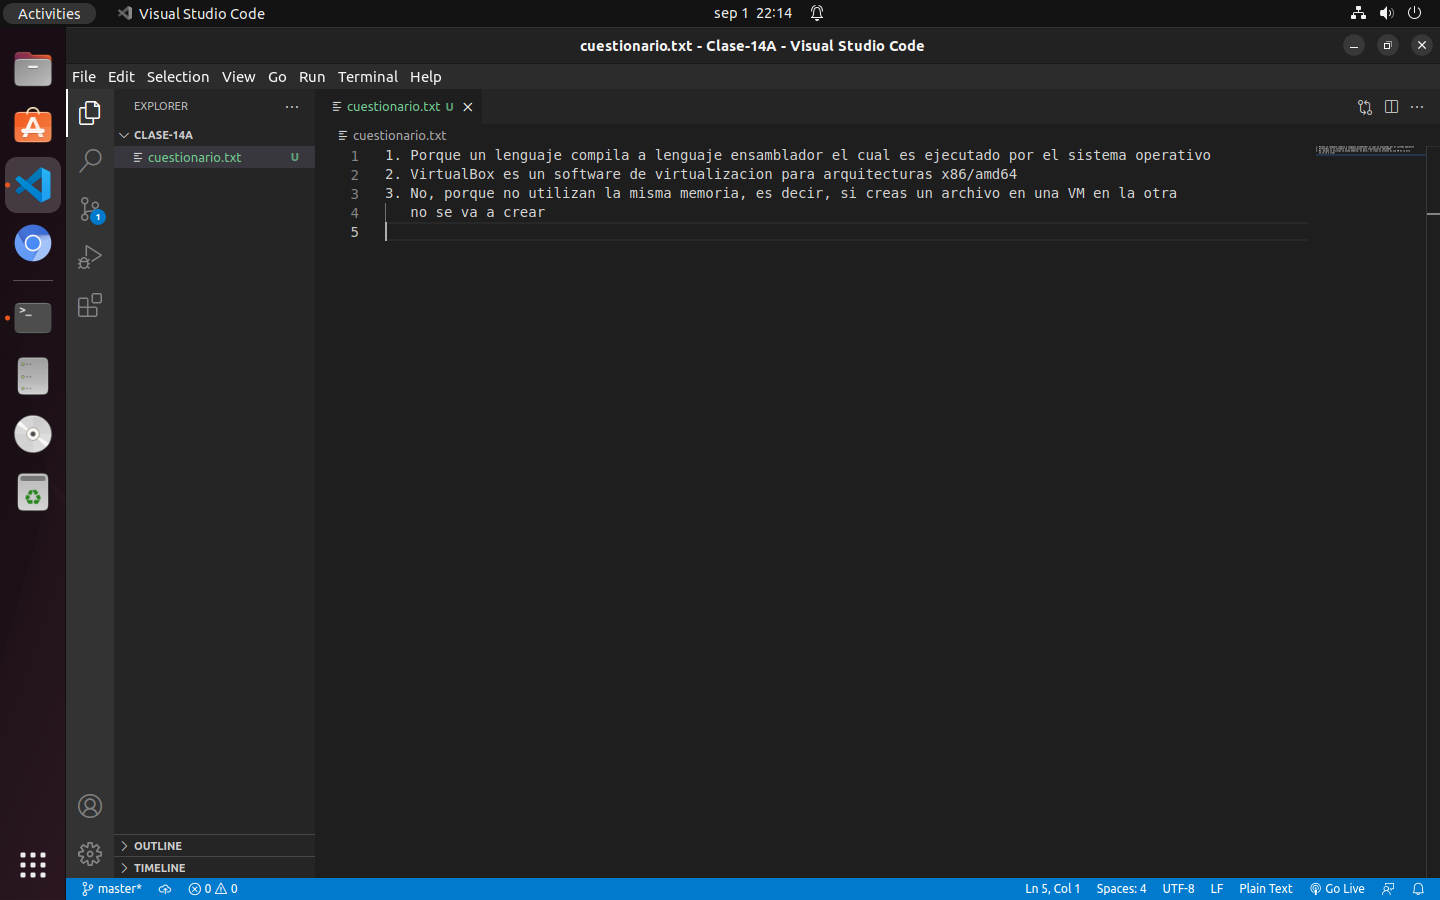 Activities
Visual Studio Code
sep 1 22:14
cuestionario.txt - Clase-14A - Visual Studio Code
File Edit Selection View Go Run Terminal Help
EXPLORER
CLASE-14A
cuestionario.txt U
cuestionario.txt U
cuestionario.txt
1 1. Porque un lenguaje compila a lenguaje ensamblador el cual es ejecutado por el sistema operativo
2 2. VirtualBox es un software de virtualizacion para arquitecturas x86/amd64
3 3. No, porque no utilizan la misma memoria, es decir, si creas un archivo en una VM en la otra
4 no se va a crear
5
1
OUTLINE
TIMELINE
master* 0 0 Ln 5, Col 1 Spaces: 4 UTF-8 LF Plain Text Go Live